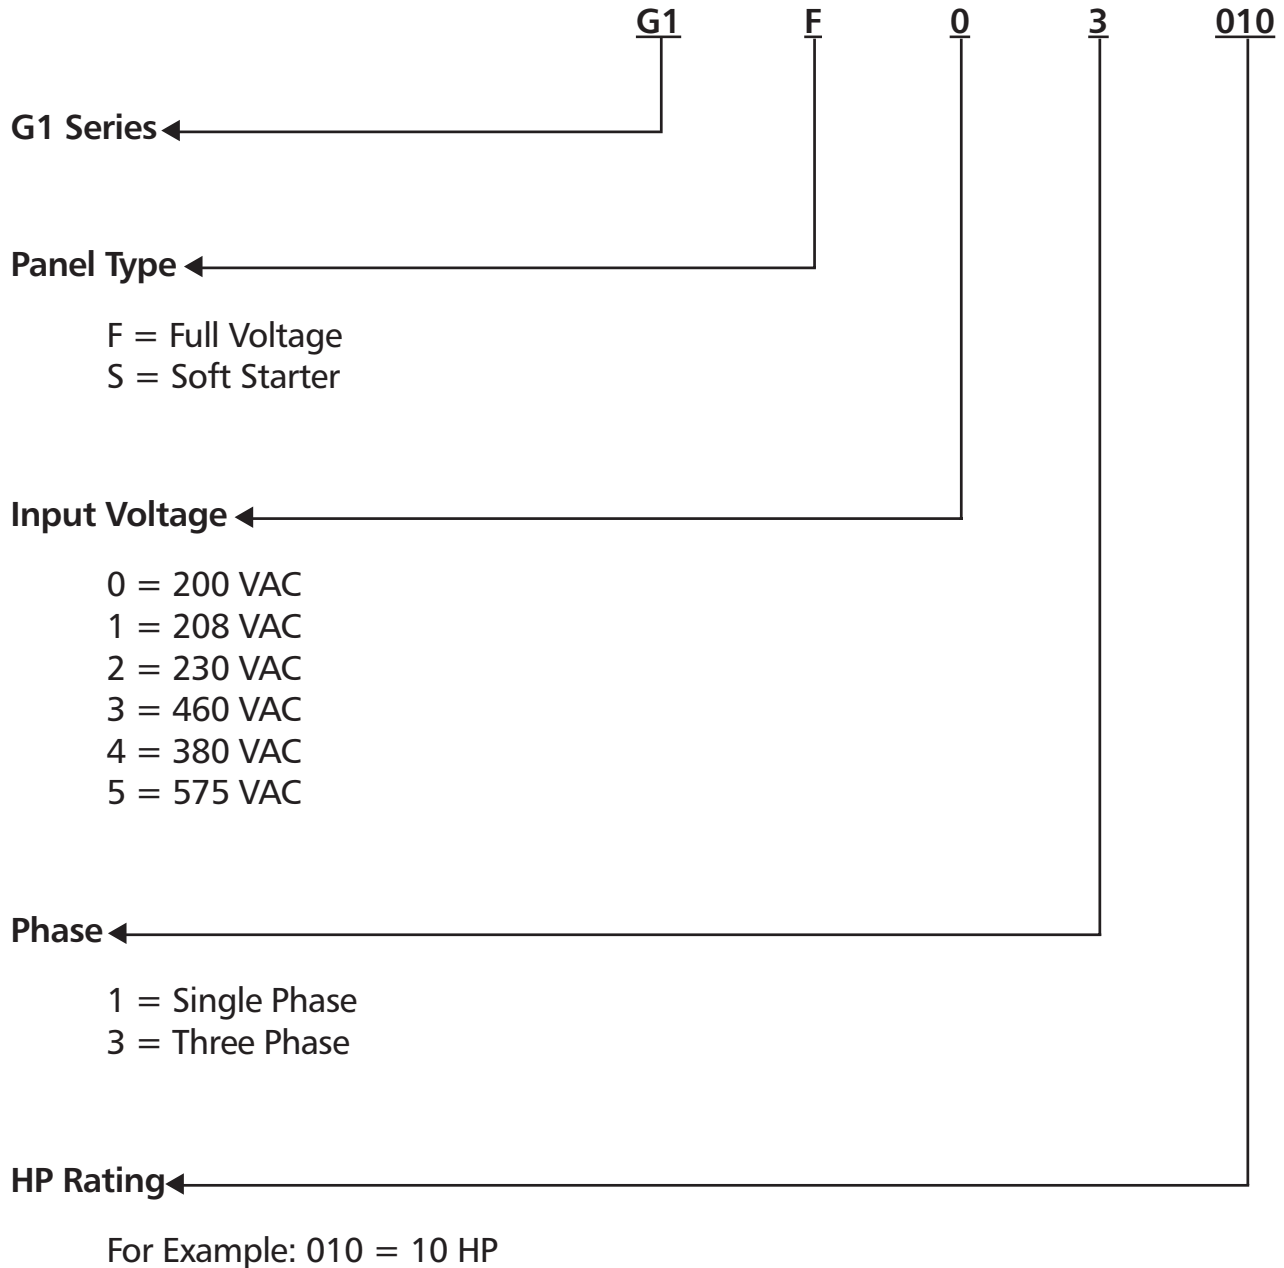 G1 F 0 3 010
G1 Series
Panel Type
F = Full Voltage
S = Soft Starter
Input Voltage
0 = 200 VAC
1 = 208 VAC
2 = 230 VAC
3 = 460 VAC
4 = 380 VAC
5 = 575 VAC
Phase
1 = Single Phase
3 = Three Phase
HP Rating
For Example: 010 = 10 HP